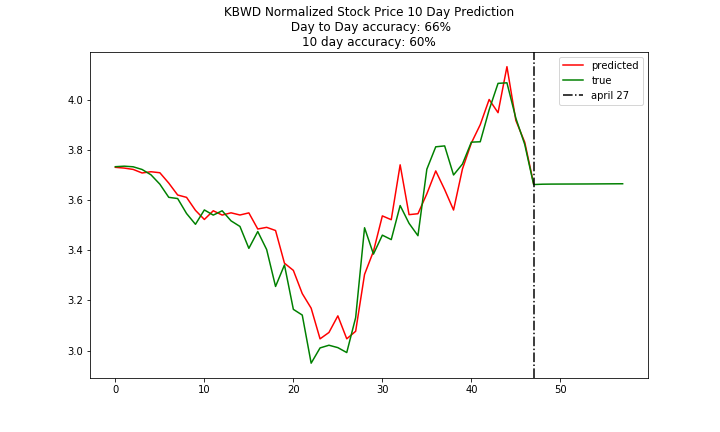 KBWD Normalized Stock Price 10 Day Prediction
Day to Day accuracy: 66%
10 day accuracy: 60%
predicted
true
april 27
4.0
3.8
3.6
3.4
3.2
3.0
0 10 20 30 40 50